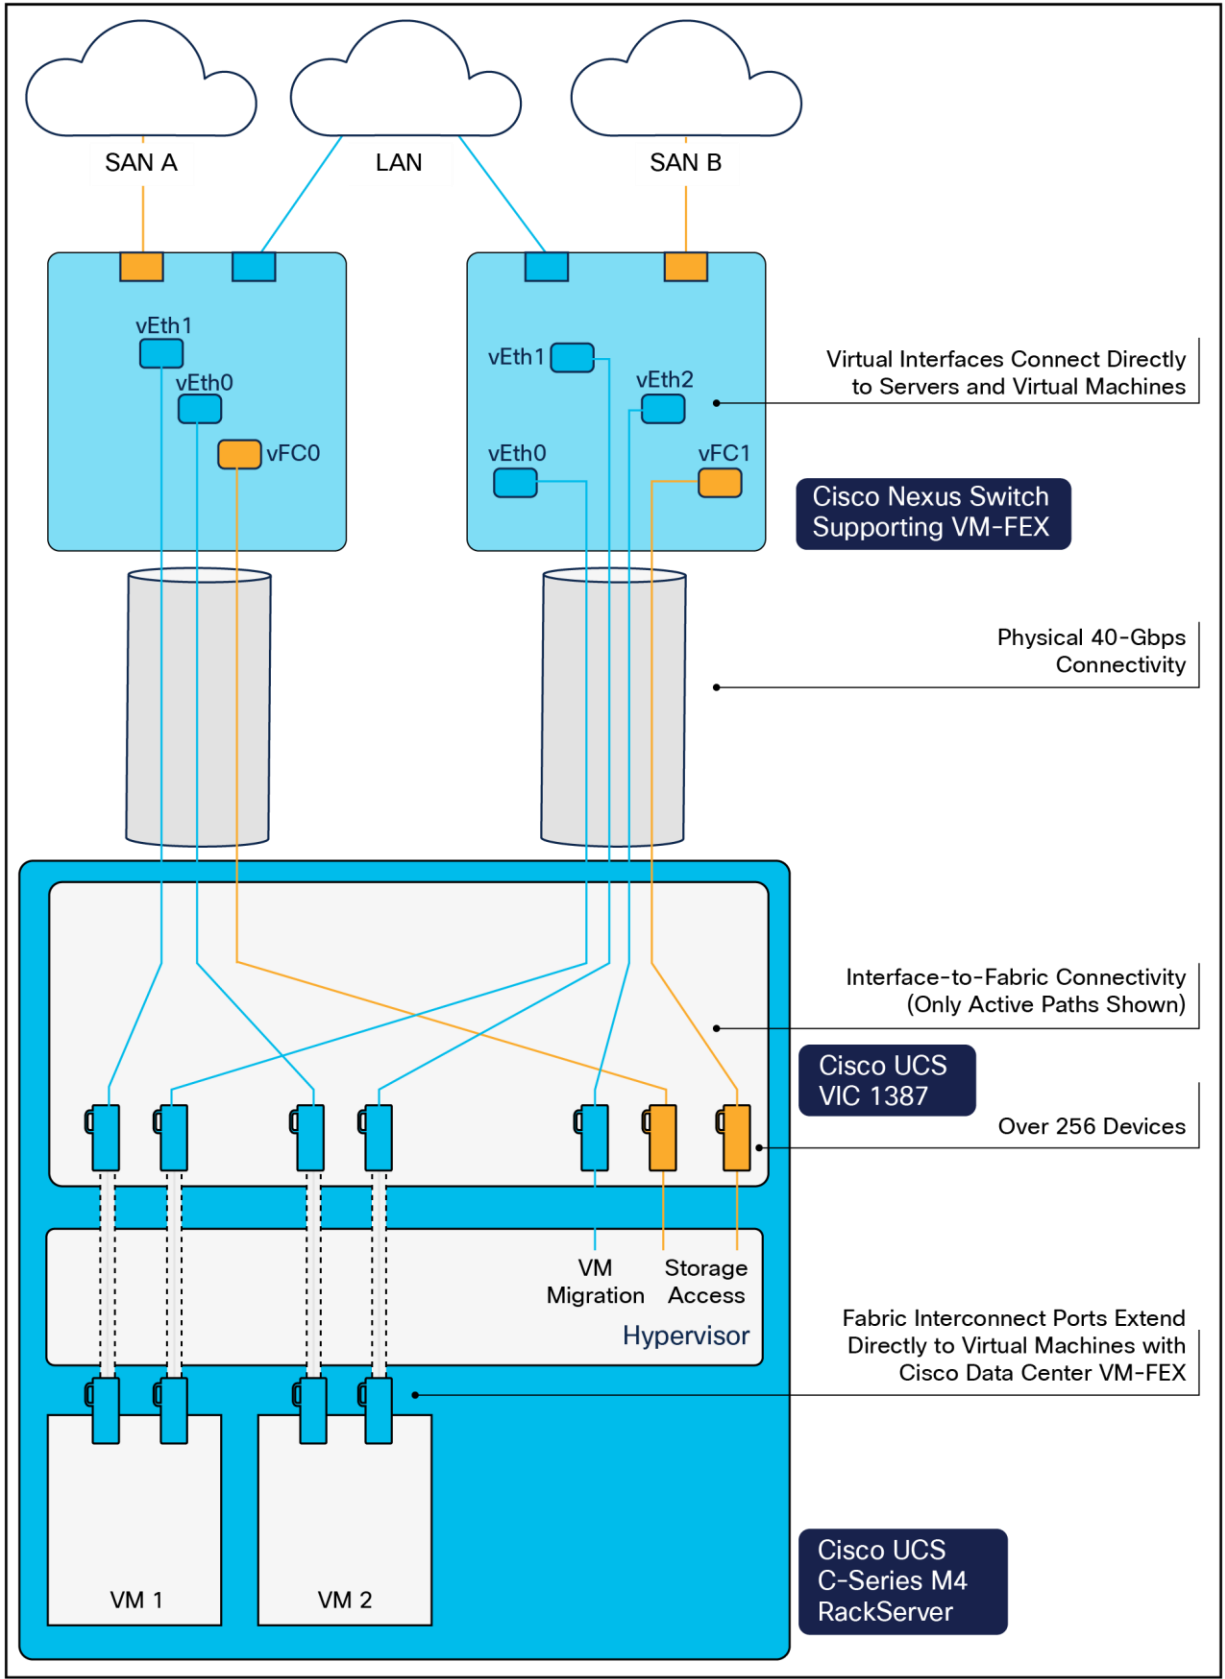 SAN A
LAN
SAN B
vEth1
vEth0
vFC0
vEth1
vEth2
vEth0
vFC1
Virtual Interfaces Connect Directly
to Servers and Virtual Machines
Cisco Nexus Switch
Supporting VM-FEX
Physical 40-Gbps
Connectivity
Interface-to-Fabric Connectivity
(Only Active Paths Shown)
Cisco UCS
VIC 1387
Over 256 Devices
VM
Migration
Storage
Access
Hypervisor
Fabric Interconnect Ports Extend
Directly to Virtual Machines with
Cisco Data Center VM-FEX
VM 1
VM 2
Cisco UCS
C-Series M4
RackServer